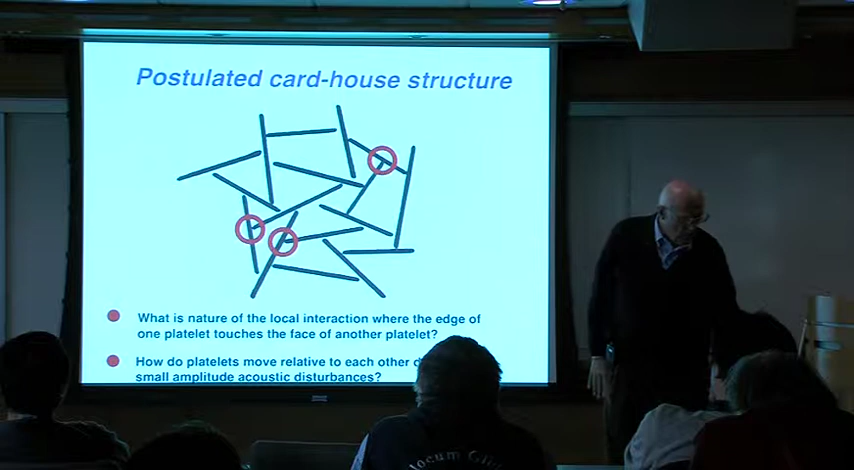 Postulated card-house structure
What is nature of the local interaction where the edge of
one platelet touches the face of another platelet?
How do platelets move relative to each other
small amplitude acoustic disturbances?
locum